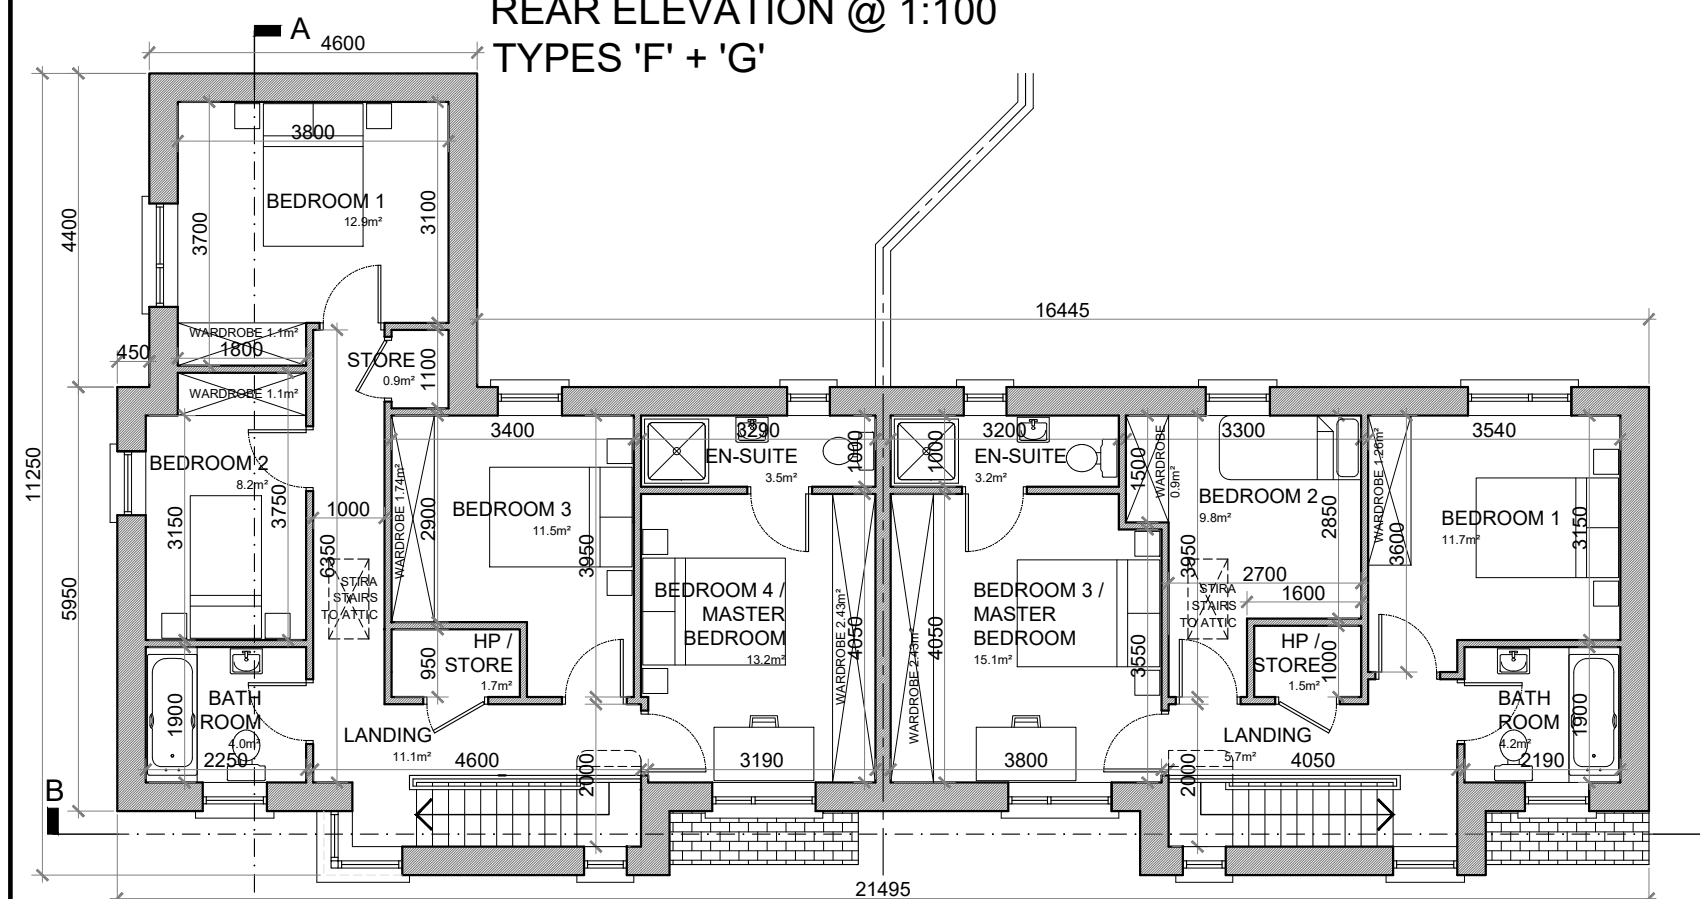 REAR ELEVATION @ 1:100
TYPES 'F' + 'G'
A
4600
3800
BEDROOM 1
12.9m²
3700
3100
4400
11250
5950
450
16445
WARDROBE 1.1m²
1800
STORE
0.9m²
1100
WARDROBE 1.1m²
BEDROOM 2
8.2m²
3150
3750
1000
6350
STIRA
STAIRS
TO ATTIC
3400
WARDROBE 1.74m²
2900
BEDROOM 3
11.5m²
3950
HP /
STORE
1.7m²
950
BATH
ROOM
4.0m²
1900
2250
LANDING
11.1m²
4600
2000
3290
EN-SUITE
3.5m²
1000
BEDROOM 4 /
MASTER
BEDROOM
13.2m²
WARDROBE 2.43m²
4050
3190
3200
1000
EN-SUITE
3.2m²
WARDROBE 2.43m²
4050
BEDROOM 3 /
MASTER
BEDROOM
15.1m²
3550
3800
1500
WARDROBE
0.9m²
3300
BEDROOM 2
9.8m²
2850
3950
2700
1600
STIRA
STAIRS
TO ATTIC
HP /
STORE
1.5m²
1000
3540
WARDROBE 1.26m²
3600
BEDROOM 1
11.7m²
3150
LANDING
5.7m²
4050
2000
BATH
ROOM
4.2m²
1900
2190
B
21495